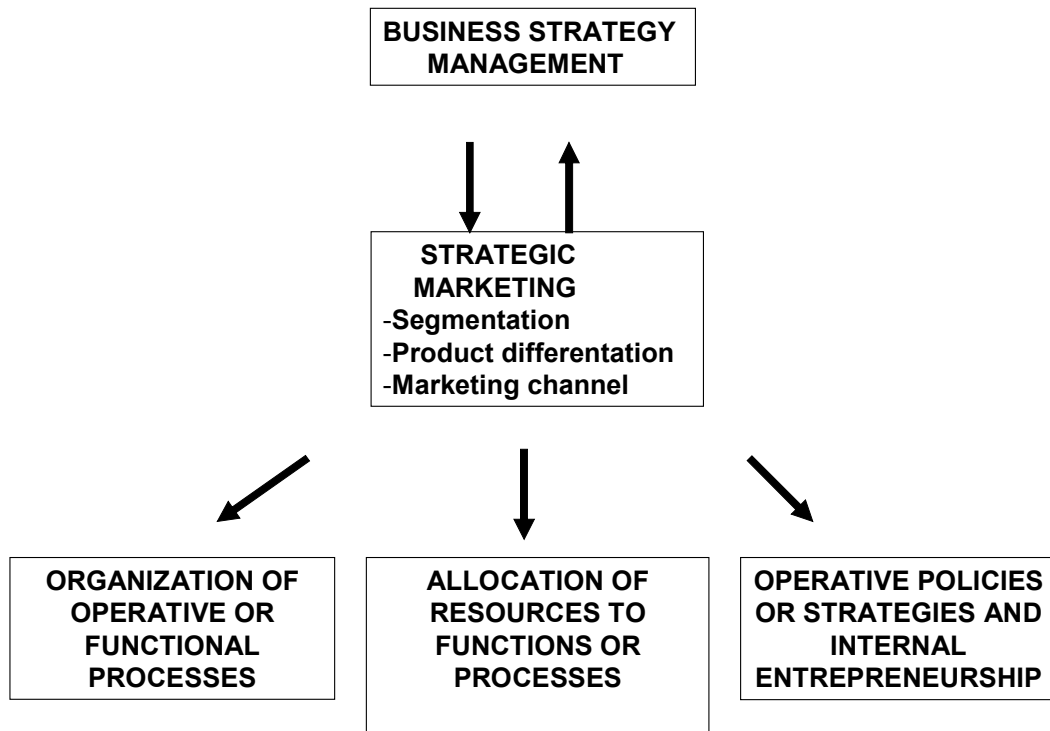 BUSINESS STRATEGY
MANAGEMENT
STRATEGIC
MARKETING
-Segmentation
-Product differentation
-Marketing channel
ORGANIZATION OF
OPERATIVE OR
FUNCTIONAL
PROCESSES
ALLOCATION OF
RESOURCES TO
FUNCTIONS OR
PROCESSES
OPERATIVE POLICIES
OR STRATEGIES AND
INTERNAL
ENTREPRENEURSHIP